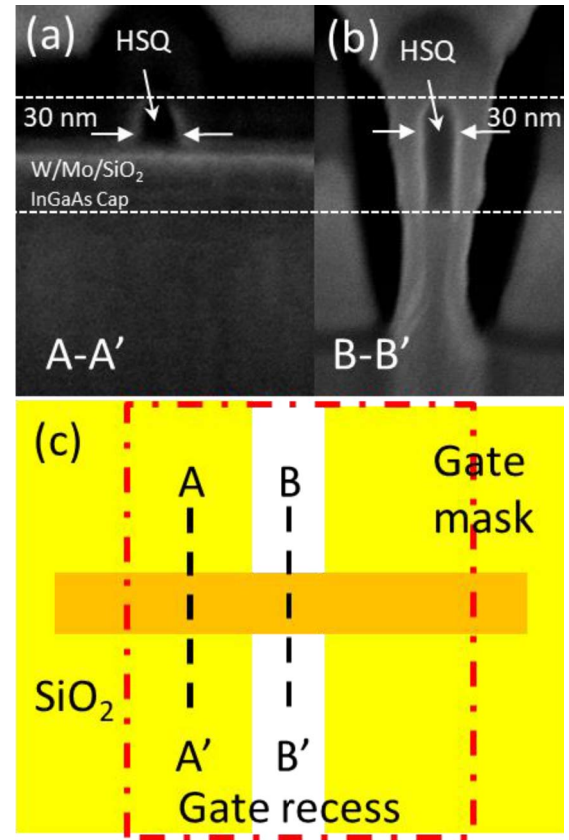 (a)
HSQ
30 nm
W/Mo/SiO₂
InGaAs Cap
A-A’
(b)
HSQ
30 nm
B-B’
(c)
A
B
Gate
mask
SiO₂
A’
B’
Gate recess